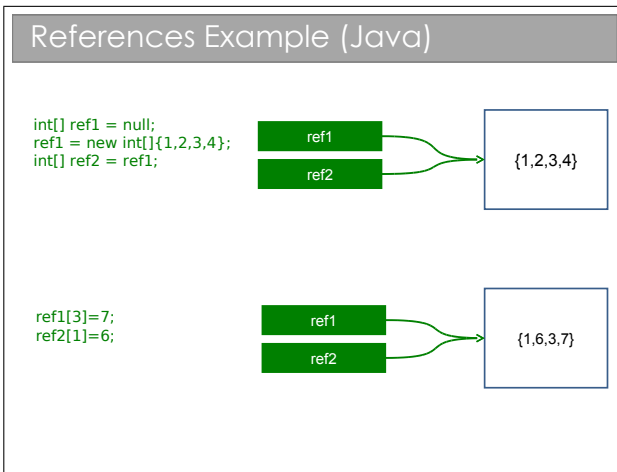 References Example (Java)
int[] ref1 = null;
ref1 = new int[]{1,2,3,4};
int[] ref2 = ref1;
ref1
ref2
{1,2,3,4}
ref1[3]=7;
ref2[1]=6;
ref1
ref2
{1,6,3,7}